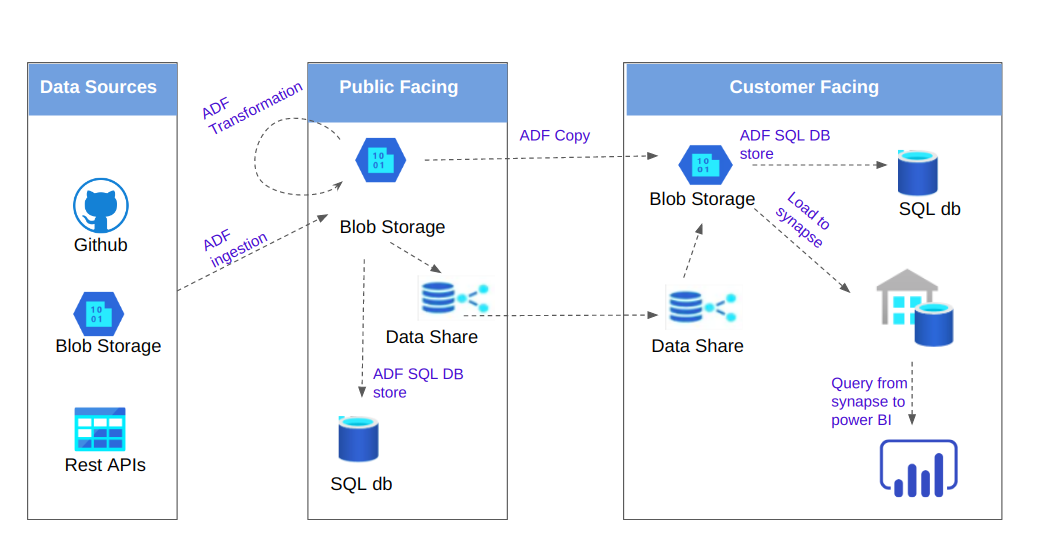 Data Sources
Public Facing
Customer Facing
ADF
Transformation
ADF
ingestion
Github
10
01
Blob Storage
Rest APIs
10
01
Blob Storage
Data Share
ADF SQL DB
store
SQL db
ADF Copy
10
01
Blob Storage
ADF SQL DB
store
SQL db
Load to
synapse
Data Share
Query from
synapse to
power BI